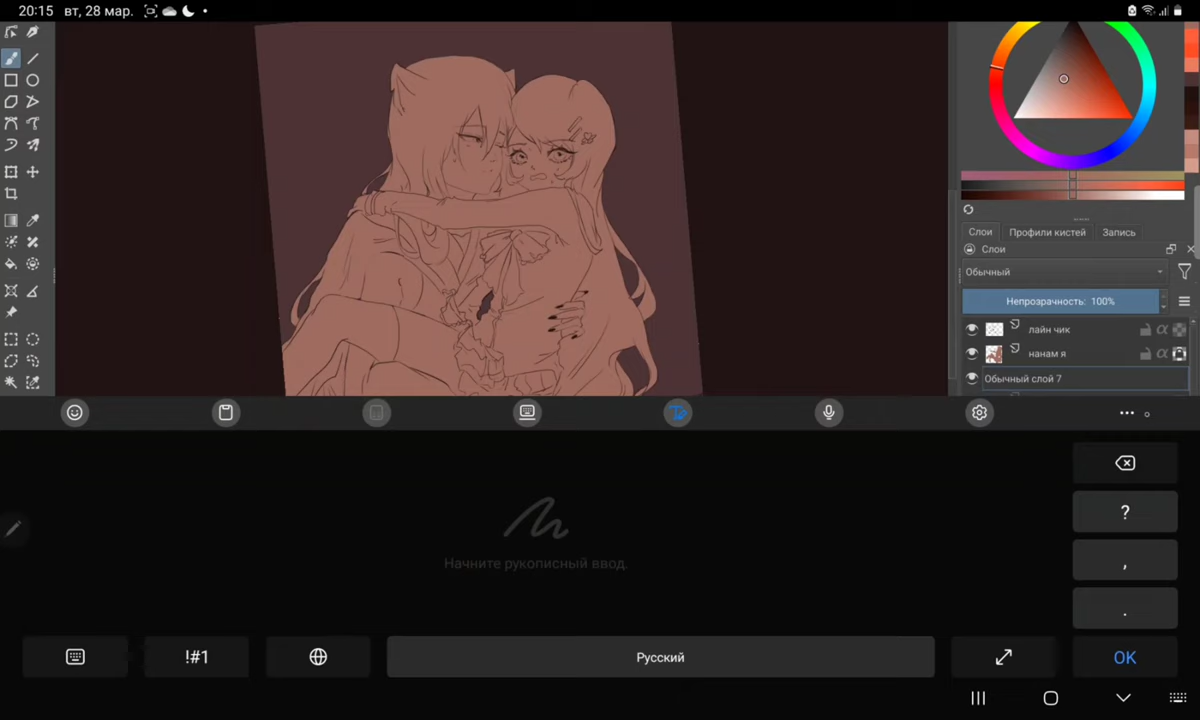 20:15 вт, 28 мар.
Слои Профили кистей Запись
Слои
Обычный
Непрозрачность: 100%
лайн чик
нанам я
Обычный слой 7
Начните рукописный ввод.
?
,
.
!#1
Русский
OK